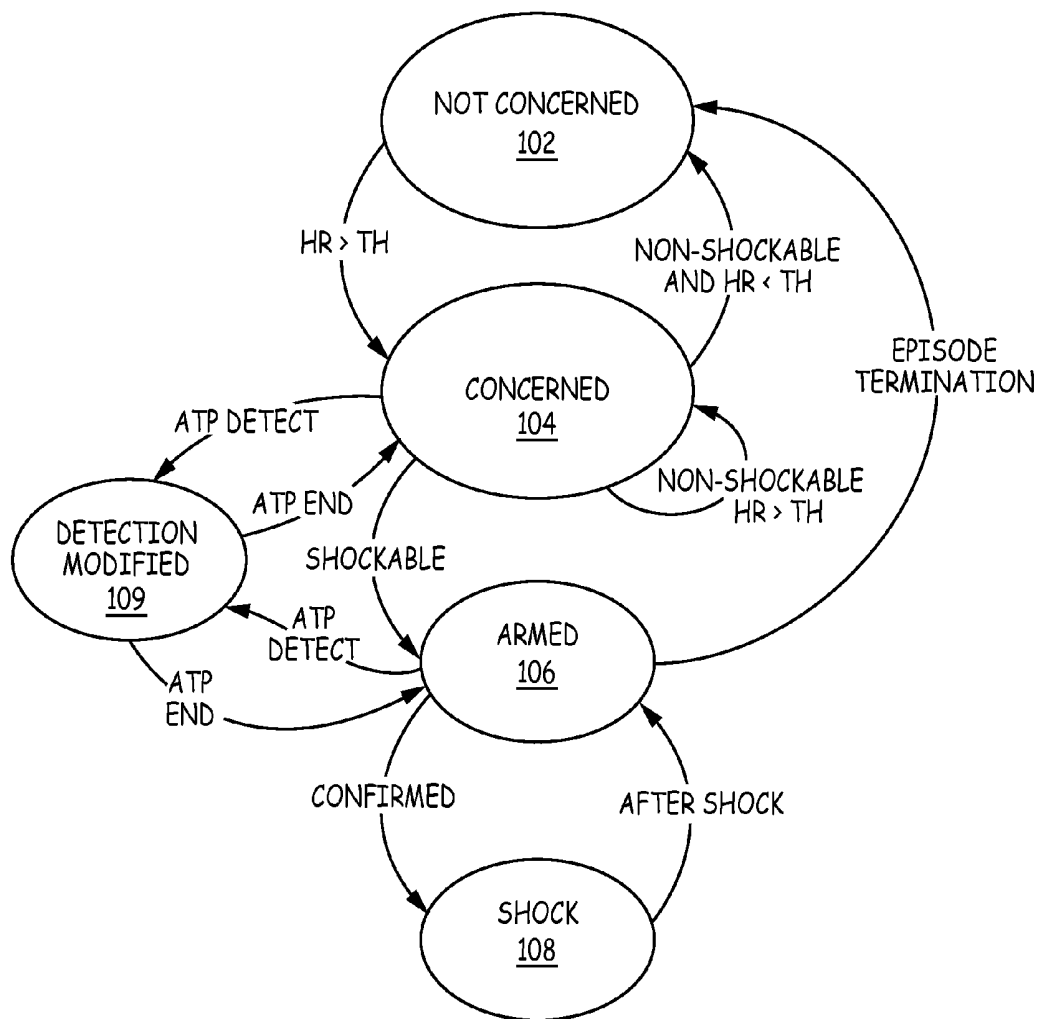 NOT CONCERNED
102
HR > TH
NON-SHOCKABLE
AND HR < TH
EPISODE
TERMINATION
CONCERNED
104
ATP DETECT
NON-SHOCKABLE
HR > TH
ATP END
DETECTION
MODIFIED
109
SHOCKABLE
ATP
DETECT
ARMED
106
ATP
END
CONFIRMED
AFTER SHOCK
SHOCK
108